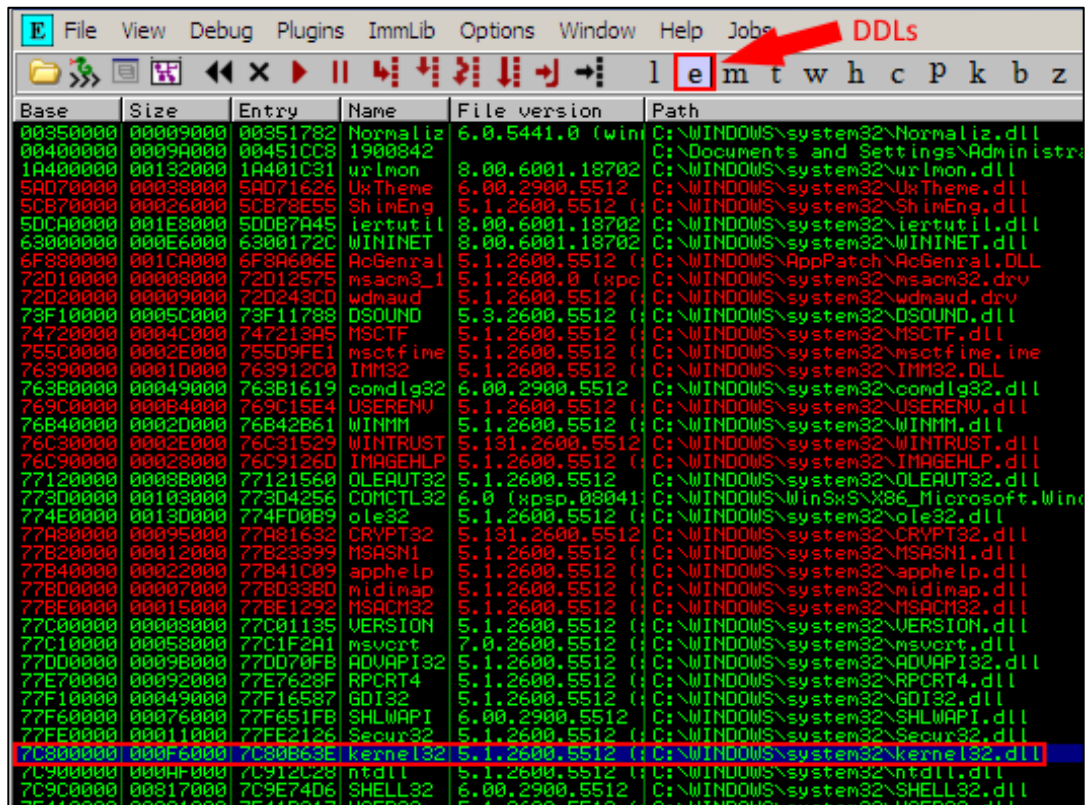 E File View Debug Plugins ImmLib Options Window Help Jobs DDLs
l e m t w h c P k b z
Base Size Entry Name File version Path
00350000 00009000 00351782 Normaliz 6.0.5441.0 (win C:\WINDOWS\system32\Normaliz.dll
00400000 0009A000 00451CC8 1900842 C:\Documents and Settings\Administra
1A400000 00132000 1A401C31 urlmon 8.00.6001.18702 C:\WINDOWS\system32\urlmon.dll
5AD70000 00038000 5AD71626 UxTheme 6.00.2900.5512 C:\WINDOWS\system32\UxTheme.dll
5CB70000 00026000 5CB78E55 ShimEng 5.1.2600.5512 ( C:\WINDOWS\system32\ShimEng.dll
5DCA0000 001E8000 5DDB7A45 iertutil 8.00.6001.18702 C:\WINDOWS\system32\iertutil.dll
63000000 000E6000 6300172C WININET 8.00.6001.18702 C:\WINDOWS\system32\WININET.dll
6F880000 001CA000 6F8A606E AcGenral 5.1.2600.5512 ( C:\WINDOWS\AppPatch\AcGenral.DLL
72D10000 00008000 72D12575 msacm3_1 5.1.2600.0 (xpc C:\WINDOWS\system32\msacm32.drv
72D20000 00009000 72D243CD wdmaud 5.1.2600.5512 ( C:\WINDOWS\system32\wdmaud.drv
73F10000 0005C000 73F11788 DSOUND 5.3.2600.5512 ( C:\WINDOWS\system32\DSOUND.dll
74720000 0004C000 747213A5 MSCTF 5.1.2600.5512 ( C:\WINDOWS\system32\MSCTF.dll
755C0000 0002E000 755D9FE1 msctfime 5.1.2600.5512 ( C:\WINDOWS\system32\msctfime.ime
76390000 0001D000 763912C0 IMM32 5.1.2600.5512 ( C:\WINDOWS\system32\IMM32.DLL
763B0000 00049000 763B1619 comdlg32 6.00.2900.5512 C:\WINDOWS\system32\comdlg32.dll
769C0000 000B4000 769C15E4 USERENV 5.1.2600.5512 ( C:\WINDOWS\system32\USERENV.dll
76B40000 0002D000 76B42B61 WINMM 5.1.2600.5512 ( C:\WINDOWS\system32\WINMM.dll
76C30000 0002E000 76C31529 WINTRUST 5.131.2600.5512 C:\WINDOWS\system32\WINTRUST.dll
76C90000 00028000 76C9126D IMAGEHLP 5.1.2600.5512 ( C:\WINDOWS\system32\IMAGEHLP.dll
77120000 0008B000 77121560 OLEAUT32 5.1.2600.5512 C:\WINDOWS\system32\OLEAUT32.dll
773D0000 00103000 773D4256 COMCTL32 6.0 (xpsp.08041 C:\WINDOWS\WinSxS\X86_Microsoft.Wind
774E0000 0013D000 774FD0B9 ole32 5.1.2600.5512 ( C:\WINDOWS\system32\ole32.dll
77A80000 00095000 77A81632 CRYPT32 5.131.2600.5512 C:\WINDOWS\system32\CRYPT32.dll
77B20000 00012000 77B23399 MSASN1 5.1.2600.5512 ( C:\WINDOWS\system32\MSASN1.dll
77B40000 00022000 77B41C09 apphelp 5.1.2600.5512 ( C:\WINDOWS\system32\apphelp.dll
77BD0000 00007000 77BD33BD midimap 5.1.2600.5512 ( C:\WINDOWS\system32\midimap.dll
77BE0000 00015000 77BE1292 MSACM32 5.1.2600.5512 ( C:\WINDOWS\system32\MSACM32.dll
77C00000 00008000 77C01135 VERSION 5.1.2600.5512 ( C:\WINDOWS\system32\VERSION.dll
77C10000 00058000 77C1F2A1 msvcrt 7.0.2600.5512 ( C:\WINDOWS\system32\msvcrt.dll
77DD0000 0009B000 77DD70FB ADVAPI32 5.1.2600.5512 ( C:\WINDOWS\system32\ADVAPI32.dll
77E70000 00092000 77E7628F RPCRT4 5.1.2600.5512 ( C:\WINDOWS\system32\RPCRT4.dll
77F10000 00049000 77F16587 GDI32 5.1.2600.5512 ( C:\WINDOWS\system32\GDI32.dll
77F60000 00076000 77F651FB SHLWAPI 6.00.2900.5512 C:\WINDOWS\system32\SHLWAPI.dll
77FE0000 00011000 77FE2126 Secur32 5.1.2600.5512 ( C:\WINDOWS\system32\Secur32.dll
7C800000 000F6000 7C80B63E kernel32 5.1.2600.5512 ( C:\WINDOWS\system32\kernel32.dll
7C900000 000AF000 7C912C28 ntdll 5.1.2600.5512 ( C:\WINDOWS\system32\ntdll.dll
7C9C0000 00817000 7C9E74D6 SHELL32 6.00.2900.5512 C:\WINDOWS\system32\SHELL32.dll